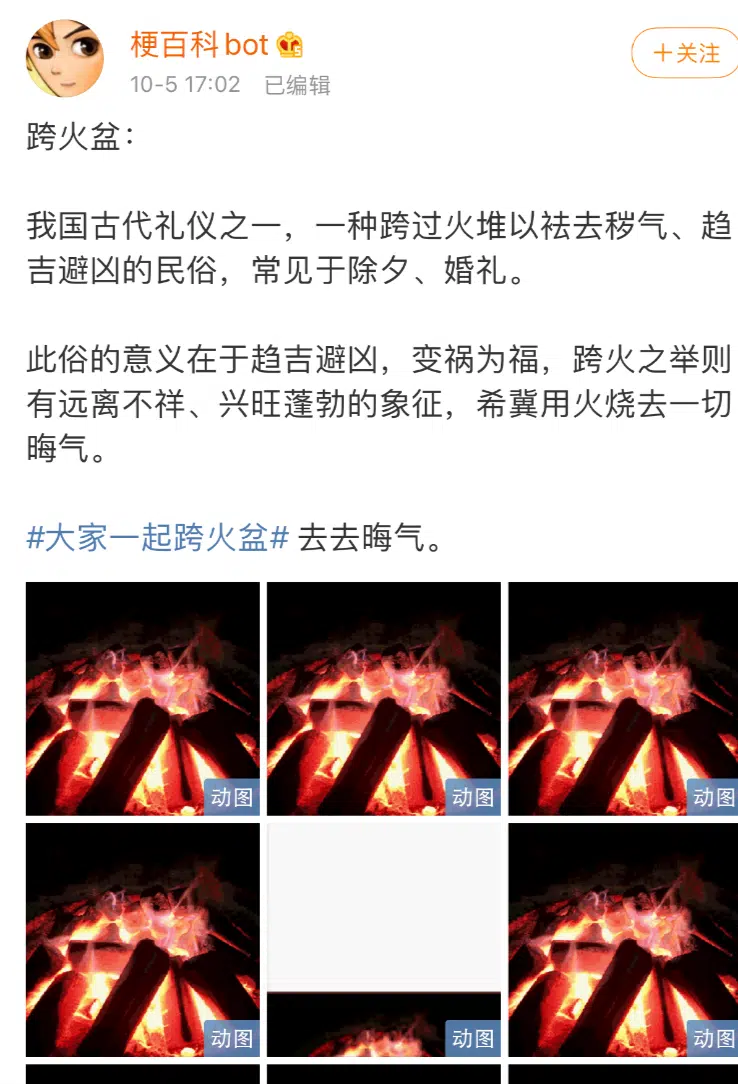 梗百科bot
+关注
10-5 17:02 已编辑
跨火盆：
我国古代礼仪之一，一种跨过火堆以祛去秽气、趋
吉避凶的民俗，常见于除夕、婚礼。
此俗的意义在于趋吉避凶，变祸为福，跨火之举则
有远离不祥、兴旺蓬勃的象征，希冀用火烧去一切
晦气。
#大家一起跨火盆# 去去晦气。
动图
动图
动图
动图
动图
动图